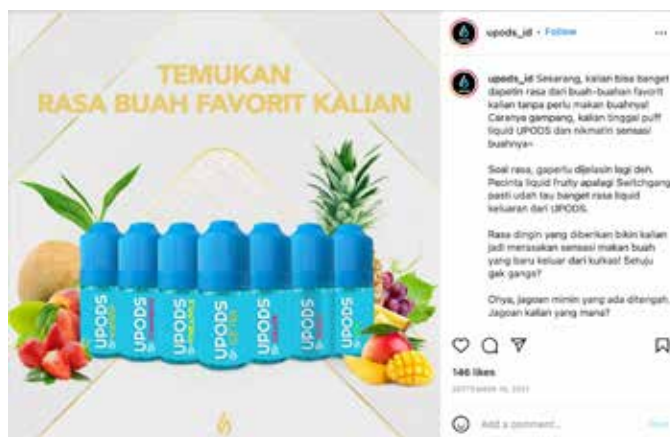 TEMUKAN
RASA BUAH FAVORIT KALIAN
UPODS
UPODS
UPODS
UPODS
UPODS
UPODS
UPODS
upods_id • Follow
upods_id Sekarang, kalian bisa banget
dapetin rasa dari buah-buahan favorit
kalian tanpa perlu makan buahnya!
Caranya gampang, kalian tinggal puff
liquid UPODS dan nikmatin sensasi
buahnya~
Soal rasa, gaperlu dijelasin lagi deh.
Pecinta liquid fruity apalagi Switchgang
pasti udah tau banget rasa liquid
keluaran dari UPODS.
Rasa dingin yang diberikan bikin kalian
jadi merasakan sensasi makan buah
yang baru keluar dari kulkas! Setuju
gak gangs?
Ohya, jagoan mimin yang ada ditengah.
Jagoan kalian yang mana?
146 likes
Add a comment...